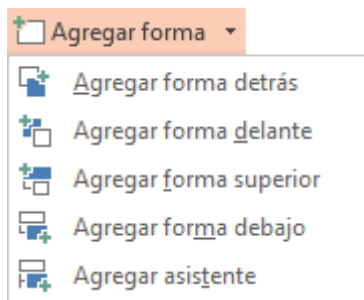 Agregar forma
Agregar forma detrás
Agregar forma delante
Agregar forma superior
Agregar forma debajo
Agregar asistente